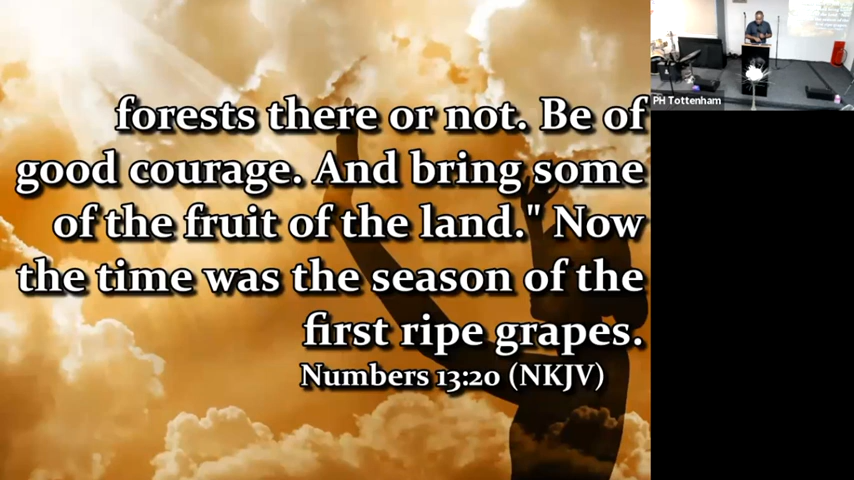 forests there or not. Be of
good courage. And bring some
of the fruit of the land." Now
the time was the season of the
first ripe grapes.
Numbers 13:20 (NKJV)
PH Tottenham